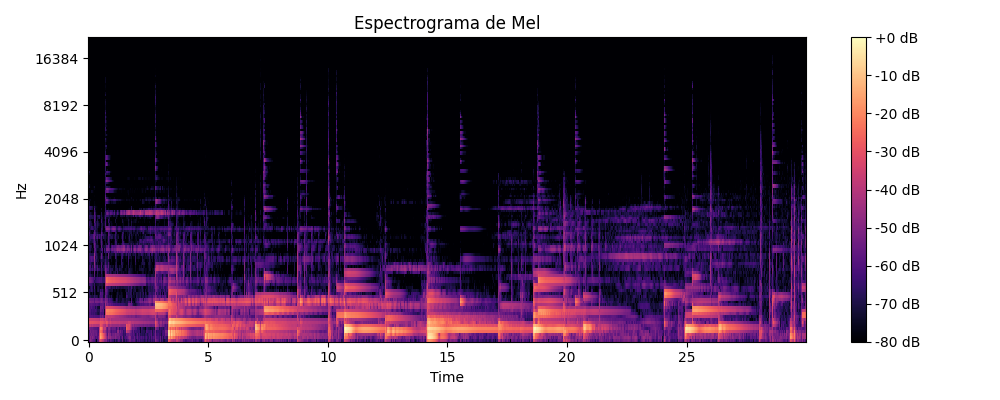 Espectrograma de Mel
Hz
16384
8192
4096
2048
1024
512
0
0 5 10 15 20 25
Time
+0 dB
-10 dB
-20 dB
-30 dB
-40 dB
-50 dB
-60 dB
-70 dB
-80 dB